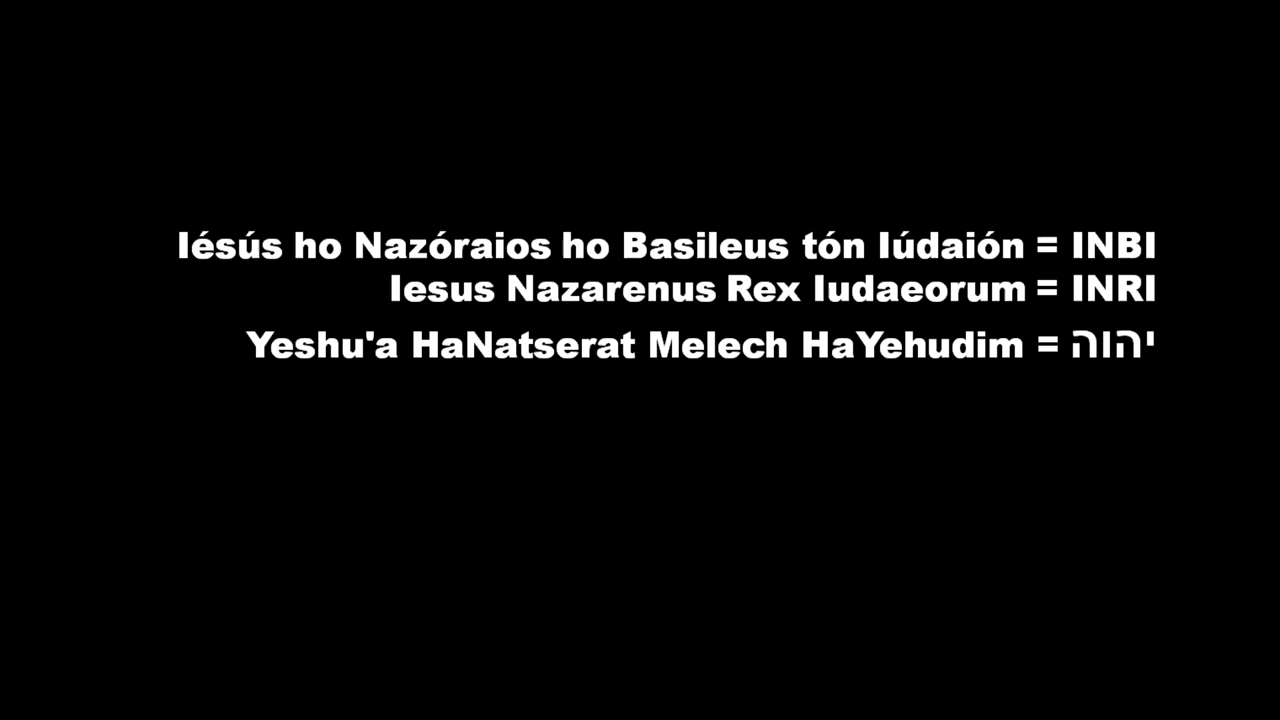 Iésús ho Nazóraios ho Basileus tón Iúdaión = INBI
Iesus Nazarenus Rex Iudaeorum = INRI
Yeshu'a HaNatserat Melech HaYehudim = יהוה